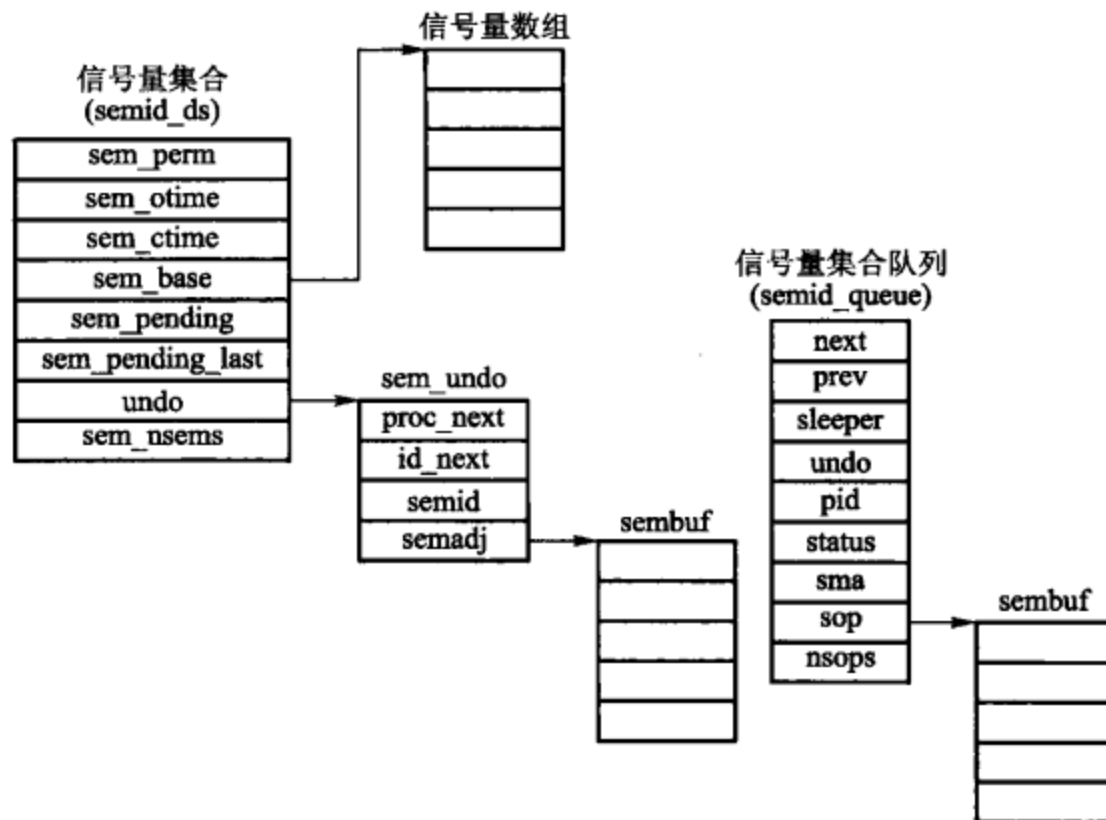 信号量数组
信号量集合
(semid_ds)
sem_perm
sem_otime
sem_ctime
sem_base
sem_pending
sem_pending_last
undo
sem_nsems
sem_undo
proc_next
id_next
semid
semadj
sembuf
信号量集合队列
(semid_queue)
next
prev
sleeper
undo
pid
status
sma
sop
nsops
sembuf